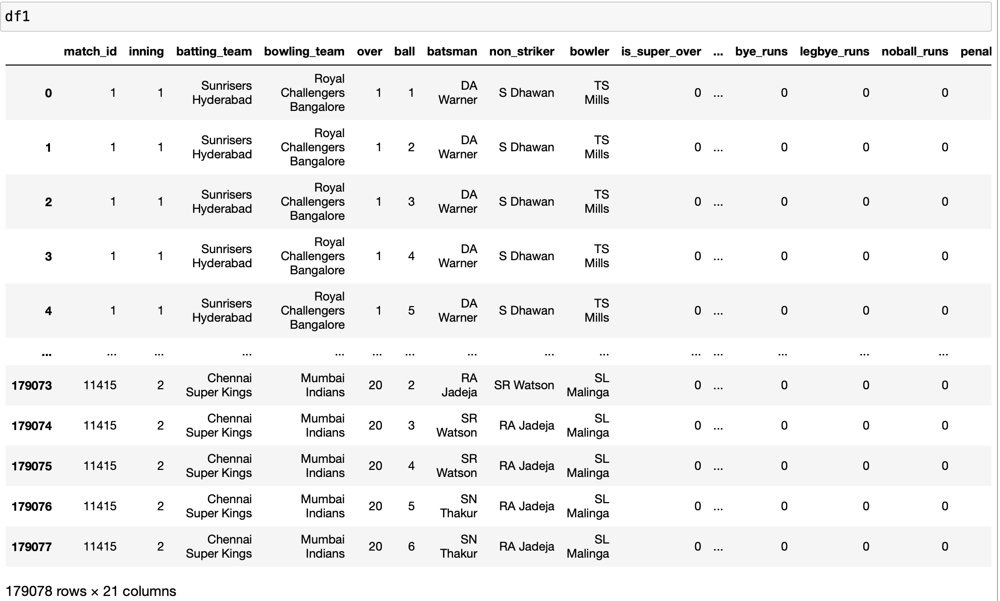 df1
match_id inning batting_team bowling_team over ball batsman non_striker bowler is_super_over ... bye_runs legbye_runs noball_runs penal
0 1 1 Sunrisers Hyderabad Royal Challengers Bangalore 1 1 DA Warner S Dhawan TS Mills 0 ... 0 0 0
1 1 1 Sunrisers Hyderabad Royal Challengers Bangalore 1 2 DA Warner S Dhawan TS Mills 0 ... 0 0 0
2 1 1 Sunrisers Hyderabad Royal Challengers Bangalore 1 3 DA Warner S Dhawan TS Mills 0 ... 0 0 0
3 1 1 Sunrisers Hyderabad Royal Challengers Bangalore 1 4 DA Warner S Dhawan TS Mills 0 ... 0 0 0
4 1 1 Sunrisers Hyderabad Royal Challengers Bangalore 1 5 DA Warner S Dhawan TS Mills 0 ... 0 0 0
... ... ... ... ... ... ... ... ... ... ... ... ... ... ...
179073 11415 2 Chennai Super Kings Mumbai Indians 20 2 RA Jadeja SR Watson SL Malinga 0 ... 0 0 0
179074 11415 2 Chennai Super Kings Mumbai Indians 20 3 SR Watson RA Jadeja SL Malinga 0 ... 0 0 0
179075 11415 2 Chennai Super Kings Mumbai Indians 20 4 SR Watson RA Jadeja SL Malinga 0 ... 0 0 0
179076 11415 2 Chennai Super Kings Mumbai Indians 20 5 SN Thakur RA Jadeja SL Malinga 0 ... 0 0 0
179077 11415 2 Chennai Super Kings Mumbai Indians 20 6 SN Thakur RA Jadeja SL Malinga 0 ... 0 0 0
179078 rows × 21 columns